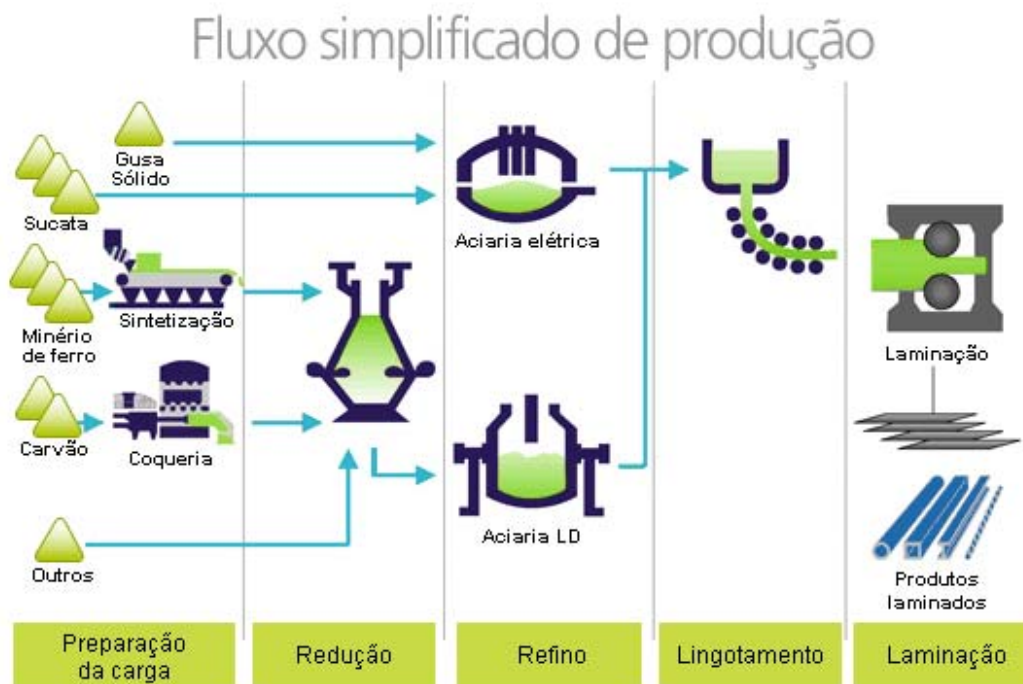 Fluxo simplificado de produção
Gusa
Sólido
Sucata
Aciaria elétrica
Minério
de ferro
Sintetização
Laminação
Carvão
Coqueria
Aciaria LD
Outros
Produtos
laminados
Preparação
da carga
Redução
Refino
Lingotamento
Laminação